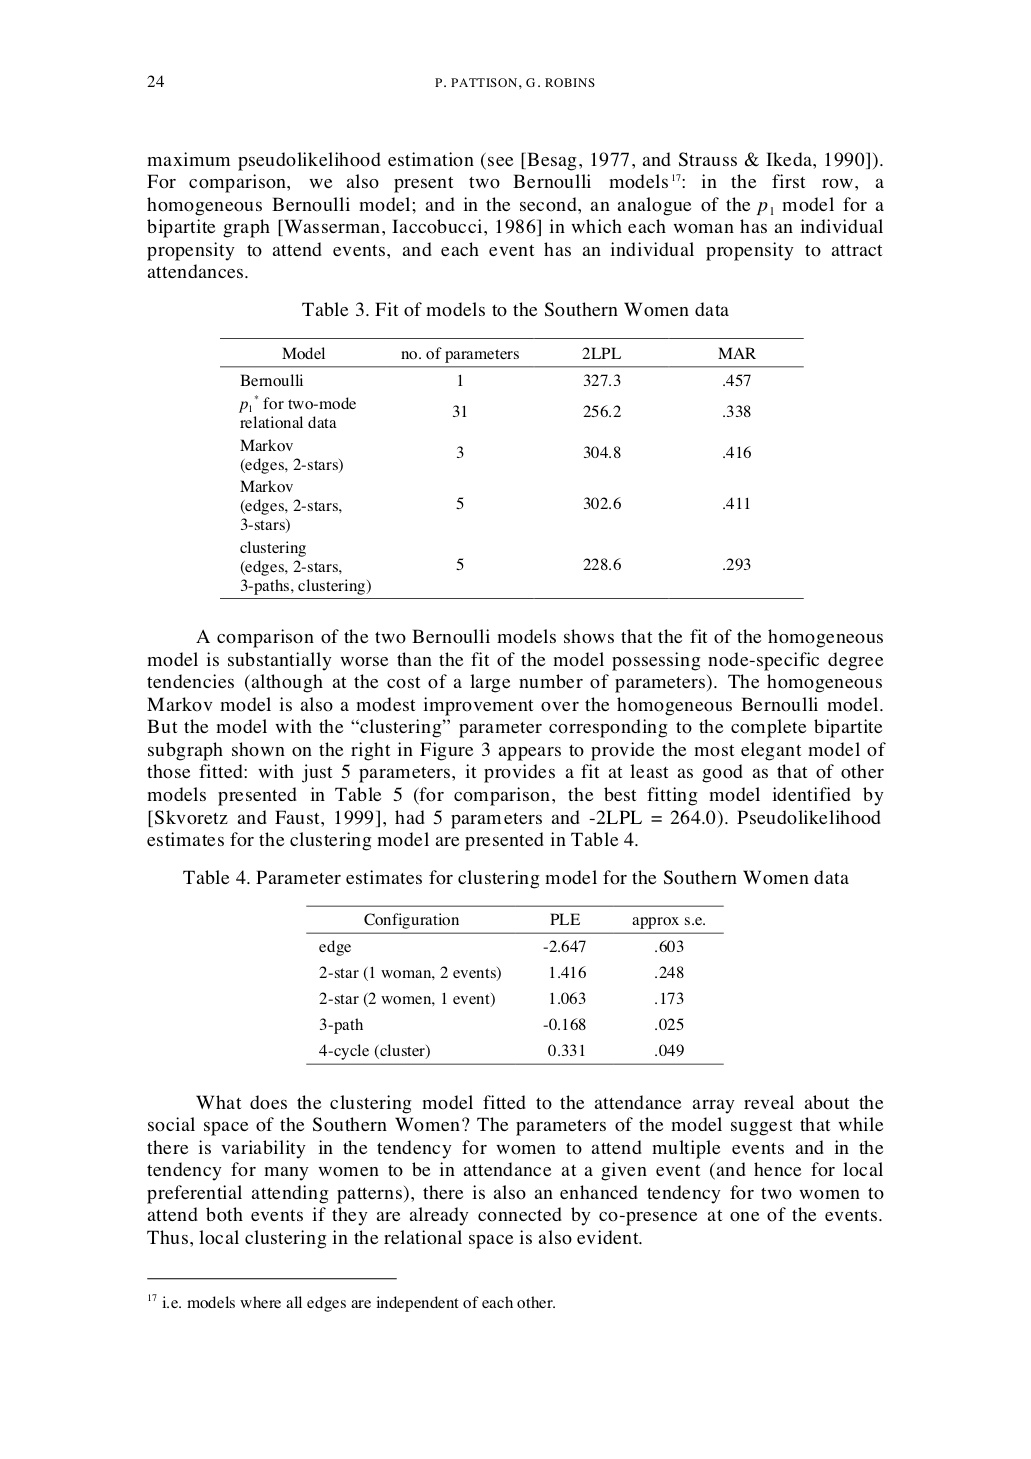 24
P. PATTISON, G. ROBINS
maximum pseudolikelihood estimation (see [Besag, 1977, and Strauss & Ikeda, 1990]).
For comparison, we also present two Bernoulli models 17: in the first row, a
homogeneous Bernoulli model; and in the second, an analogue of the p1 model for a
bipartite graph [Wasserman, Iaccobucci, 1986] in which each woman has an individual
propensity to attend events, and each event has an individual propensity to attract
attendances.
Table 3. Fit of models to the Southern Women data
Model no. of parameters 2LPL MAR
Bernoulli 1 327.3 .457
p1* for two-mode
relational data 31 256.2 .338
Markov
(edges, 2-stars) 3 304.8 .416
Markov
(edges, 2-stars, 5 302.6 .411
3-stars)
clustering
(edges, 2-stars, 5 228.6 .293
3-paths, clustering)
A comparison of the two Bernoulli models shows that the fit of the homogeneous
model is substantially worse than the fit of the model possessing node-specific degree
tendencies (although at the cost of a large number of parameters). The homogeneous
Markov model is also a modest improvement over the homogeneous Bernoulli model.
But the model with the “clustering” parameter corresponding to the complete bipartite
subgraph shown on the right in Figure 3 appears to provide the most elegant model of
those fitted: with just 5 parameters, it provides a fit at least as good as that of other
models presented in Table 5 (for comparison, the best fitting model identified by
[Skvoretz and Faust, 1999], had 5 parameters and -2LPL = 264.0). Pseudolikelihood
estimates for the clustering model are presented in Table 4.
Table 4. Parameter estimates for clustering model for the Southern Women data
Configuration PLE approx s.e.
edge -2.647 .603
2-star (1 woman, 2 events) 1.416 .248
2-star (2 women, 1 event) 1.063 .173
3-path -0.168 .025
4-cycle (cluster) 0.331 .049
What does the clustering model fitted to the attendance array reveal about the
social space of the Southern Women? The parameters of the model suggest that while
there is variability in the tendency for women to attend multiple events and in the
tendency for many women to be in attendance at a given event (and hence for local
preferential attending patterns), there is also an enhanced tendency for two women to
attend both events if they are already connected by co-presence at one of the events.
Thus, local clustering in the relational space is also evident.
17 i.e. models where all edges are independent of each other.